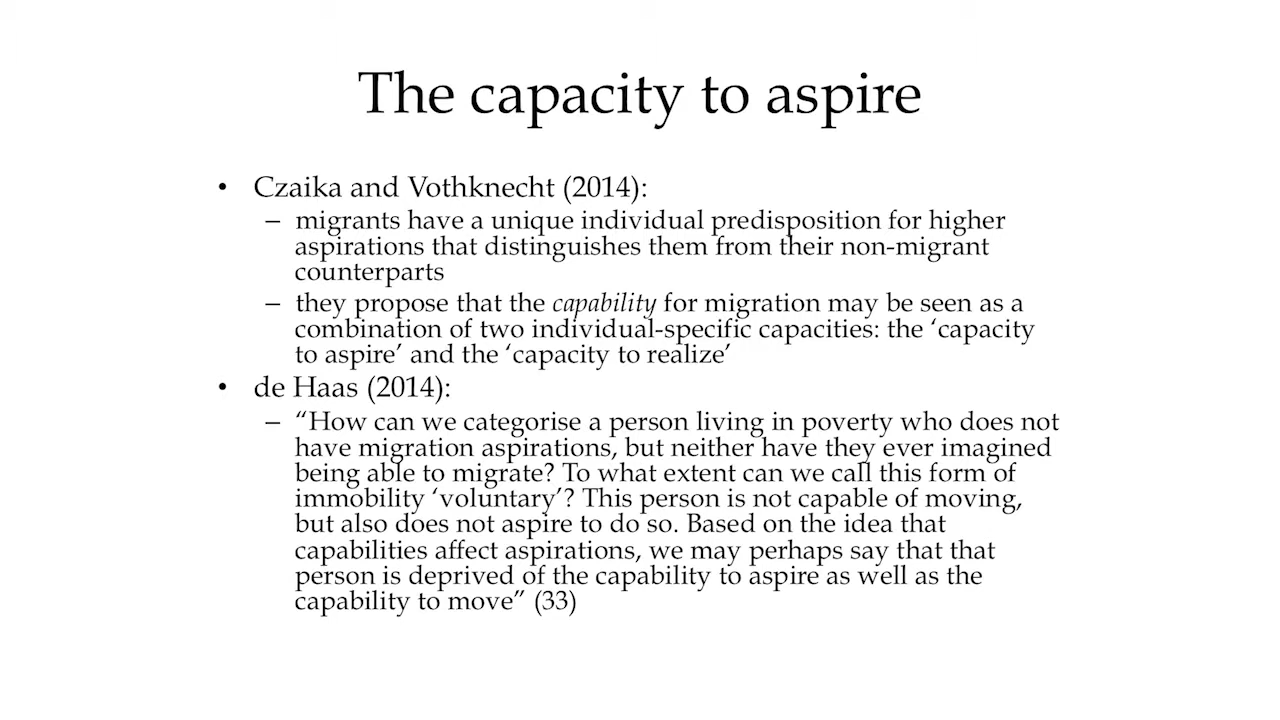 The capacity to aspire
• Czaika and Vothknecht (2014):
– migrants have a unique individual predisposition for higher
aspirations that distinguishes them from their non-migrant
counterparts
– they propose that the capability for migration may be seen as a
combination of two individual-specific capacities: the ‘capacity
to aspire’ and the ‘capacity to realize’
• de Haas (2014):
– “How can we categorise a person living in poverty who does not
have migration aspirations, but neither have they ever imagined
being able to migrate? To what extent can we call this form of
immobility ‘voluntary’? This person is not capable of moving,
but also does not aspire to do so. Based on the idea that
capabilities affect aspirations, we may perhaps say that that
person is deprived of the capability to aspire as well as the
capability to move” (33)